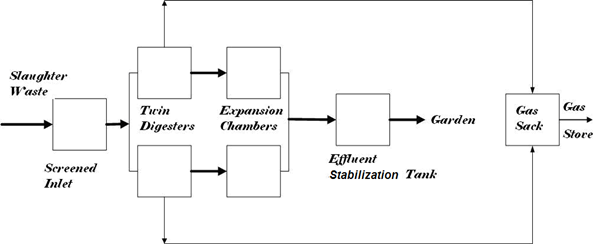 Slaughter
Waste
Screened
Inlet
Twin
Digesters
Expansion
Chambers
Effluent
Stabilization Tank
Garden
Gas
Sack
Gas
Stove